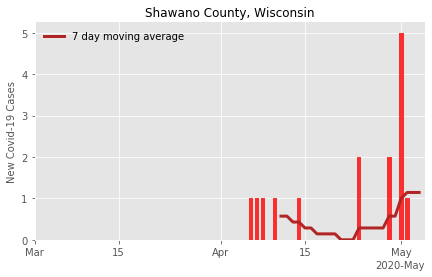 Shawano County, Wisconsin
7 day moving average
New Covid-19 Cases
5
4
3
2
1
0
Mar
15
Apr
15
May
2020-May